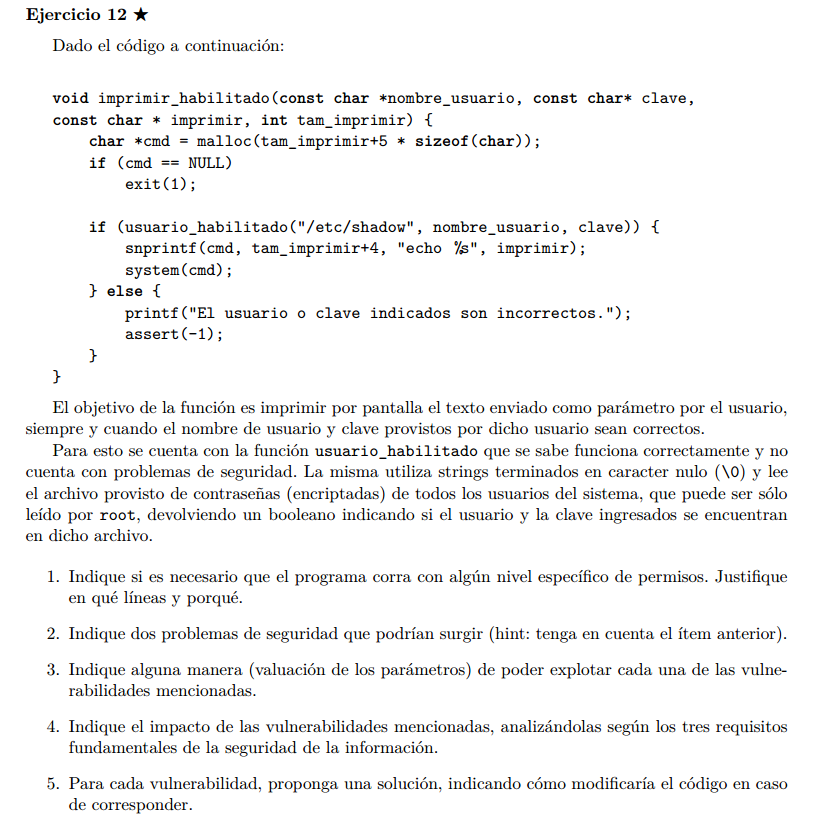 Ejercicio 12 ★
Dado el código a continuación:
void imprimir_habilitado(const char *nombre_usuario, const char* clave,
const char * imprimir, int tam_imprimir) {
    char *cmd = malloc(tam_imprimir+5 * sizeof(char));
    if (cmd == NULL)
        exit(1);
    if (usuario_habilitado("/etc/shadow", nombre_usuario, clave)) {
        snprintf(cmd, tam_imprimir+4, "echo %s", imprimir);
        system(cmd);
    } else {
        printf("El usuario o clave indicados son incorrectos.");
        assert(-1);
    }
}
El objetivo de la función es imprimir por pantalla el texto enviado como parámetro por el usuario,
siempre y cuando el nombre de usuario y clave provistos por dicho usuario sean correctos.
Para esto se cuenta con la función usuario_habilitado que se sabe funciona correctamente y no
cuenta con problemas de seguridad. La misma utiliza strings terminados en caracter nulo (\0) y lee
el archivo provisto de contraseñas (encriptadas) de todos los usuarios del sistema, que puede ser sólo
leído por root, devolviendo un booleano indicando si el usuario y la clave ingresados se encuentran
en dicho archivo.
1. Indique si es necesario que el programa corra con algún nivel específico de permisos. Justifique
en qué líneas y porqué.
2. Indique dos problemas de seguridad que podrían surgir (hint: tenga en cuenta el ítem anterior).
3. Indique alguna manera (valuación de los parámetros) de poder explotar cada una de las vulne-
rabilidades mencionadas.
4. Indique el impacto de las vulnerabilidades mencionadas, analizándolas según los tres requisitos
fundamentales de la seguridad de la información.
5. Para cada vulnerabilidad, proponga una solución, indicando cómo modificaría el código en caso
de corresponder.